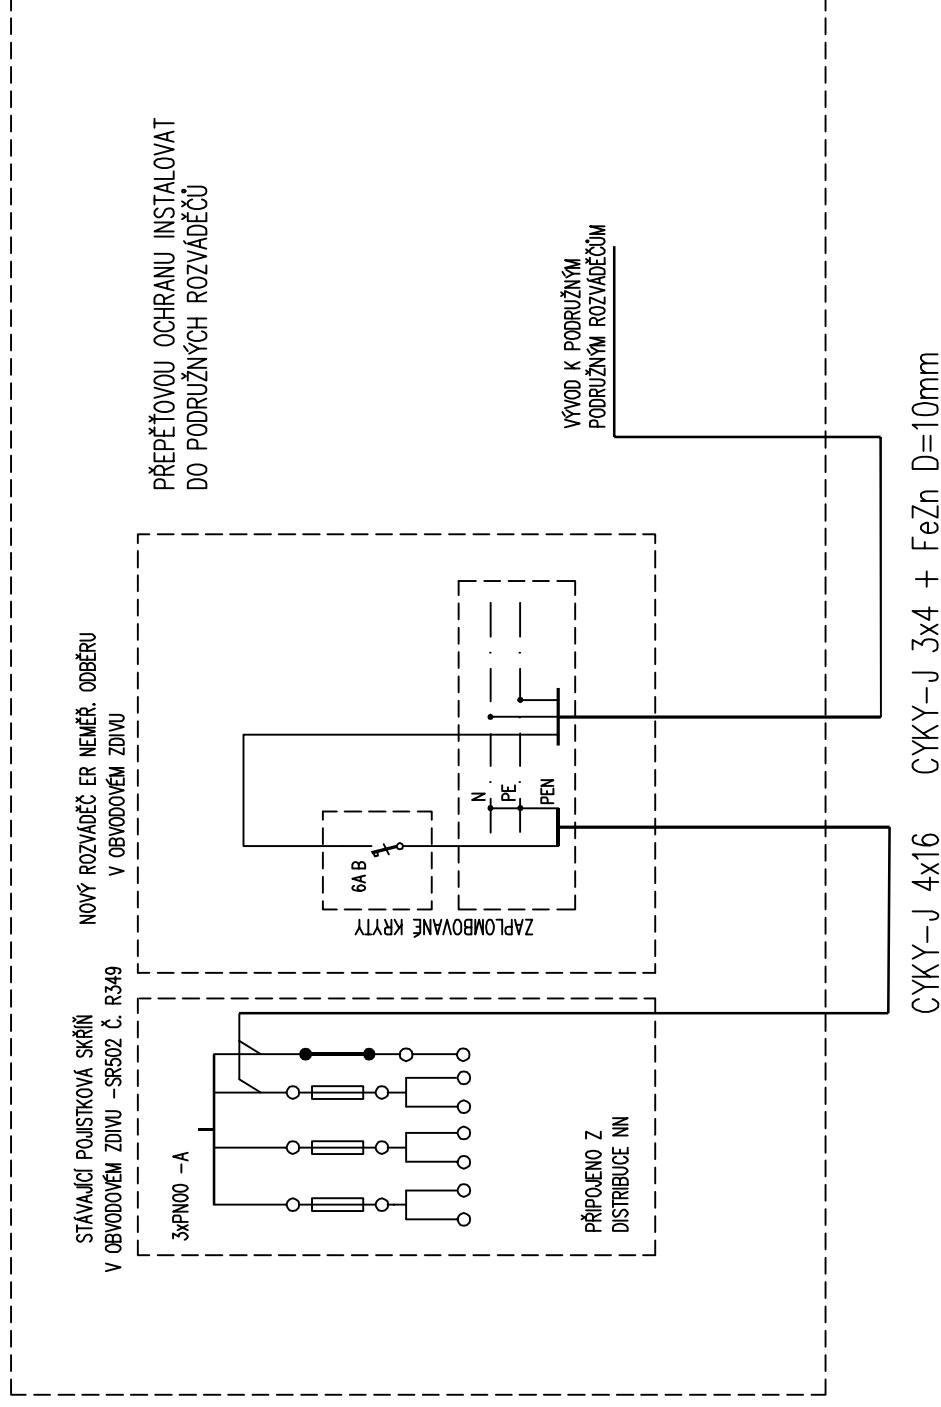 STÁVAJÍCÍ POJISTKOVÁ SKŘÍŇ
V OBVODOVÉM ZDIVU -SR502 Č. R349
3xPN00 -A
PŘIPOJENO Z
DISTRIBUCE NN
NOVÝ ROZVÁDĚČ ER NEMĚŘ. ODBĚRU
V OBVODOVÉM ZDIVU
ZAPLOMBOVANÉ KRYTY
6A B
N
PE
PEN
PŘEPĚŤOVOU OCHRANU INSTALOVAT
DO PODRUŽNÝCH ROZVÁDĚČŮ
VÝVOD K PODRUŽNÝM
PODRUŽNÝM ROZVÁDĚČŮM
CYKY-J 4x16
CYKY-J 3x4 + FeZn D=10mm